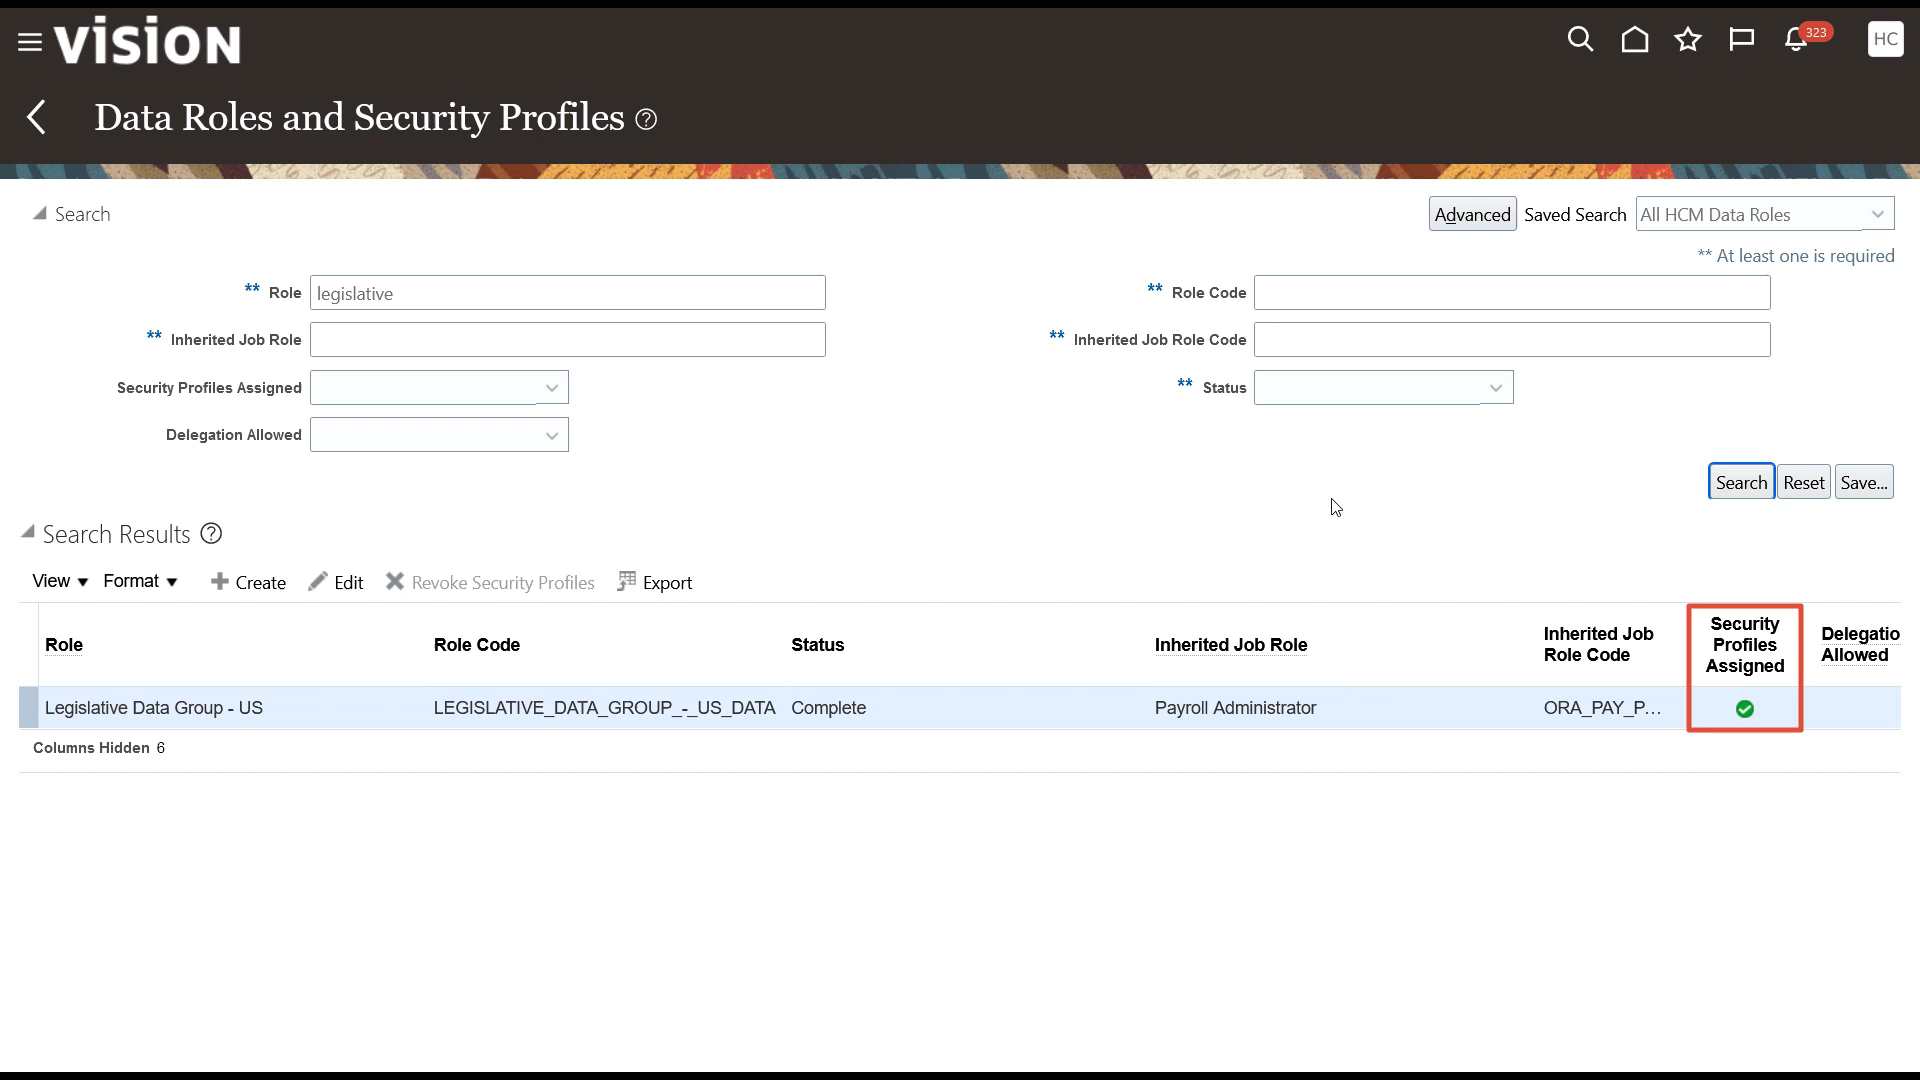 vision
323
HC
Data Roles and Security Profiles ?
Search
Advanced Saved Search All HCM Data Roles
** At least one is required
** Role legislative
** Role Code
** Inherited Job Role
** Inherited Job Role Code
Security Profiles Assigned
** Status
Delegation Allowed
Search Reset Save...
Search Results ?
View Format Create Edit Revoke Security Profiles Export
Role Role Code Status Inherited Job Role Inherited Job Role Code Security Profiles Assigned Delegatio Allowed
Legislative Data Group - US LEGISLATIVE_DATA_GROUP_-_US_DATA Complete Payroll Administrator ORA_PAY_P...
Columns Hidden 6